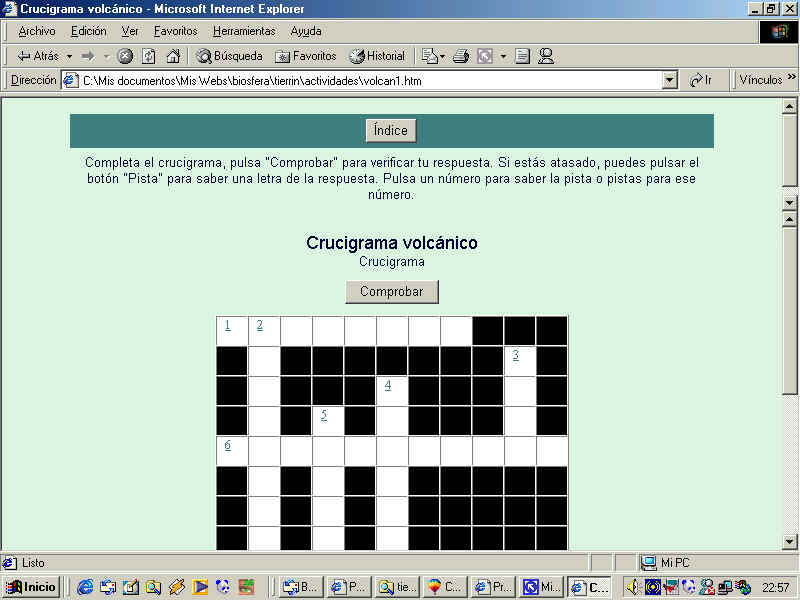 Crucigrama volcánico - Microsoft Internet Explorer
Archivo Edición Ver Favoritos Herramientas Ayuda
Atrás Búsqueda Favoritos Historial
Dirección C:\Mis documentos\Mis Webs\biosfera\tierrin\actividades\volcan1.htm Ir Vínculos »
Índice
Completa el crucigrama, pulsa "Comprobar" para verificar tu respuesta. Si estás atasado, puedes pulsar el
botón "Pista" para saber una letra de la respuesta. Pulsa un número para saber la pista o pistas para ese
número.
Crucigrama volcánico
Crucigrama
Comprobar
1 2
3
4
5
6
Listo Mi PC
Inicio B... P... tie... C... Pr... Mi... C... 22:57